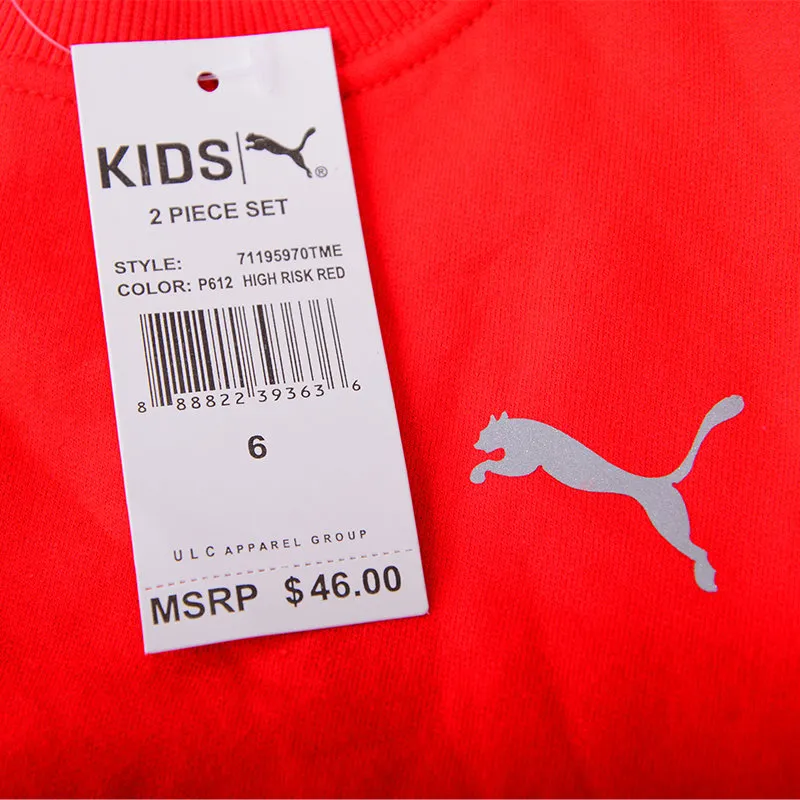 KIDS ®
2 PIECE SET
STYLE: 71195970TME
COLOR: P612 HIGH RISK RED
8 88822 39363 6
6
ULC APPAREL GROUP
MSRP $46.00